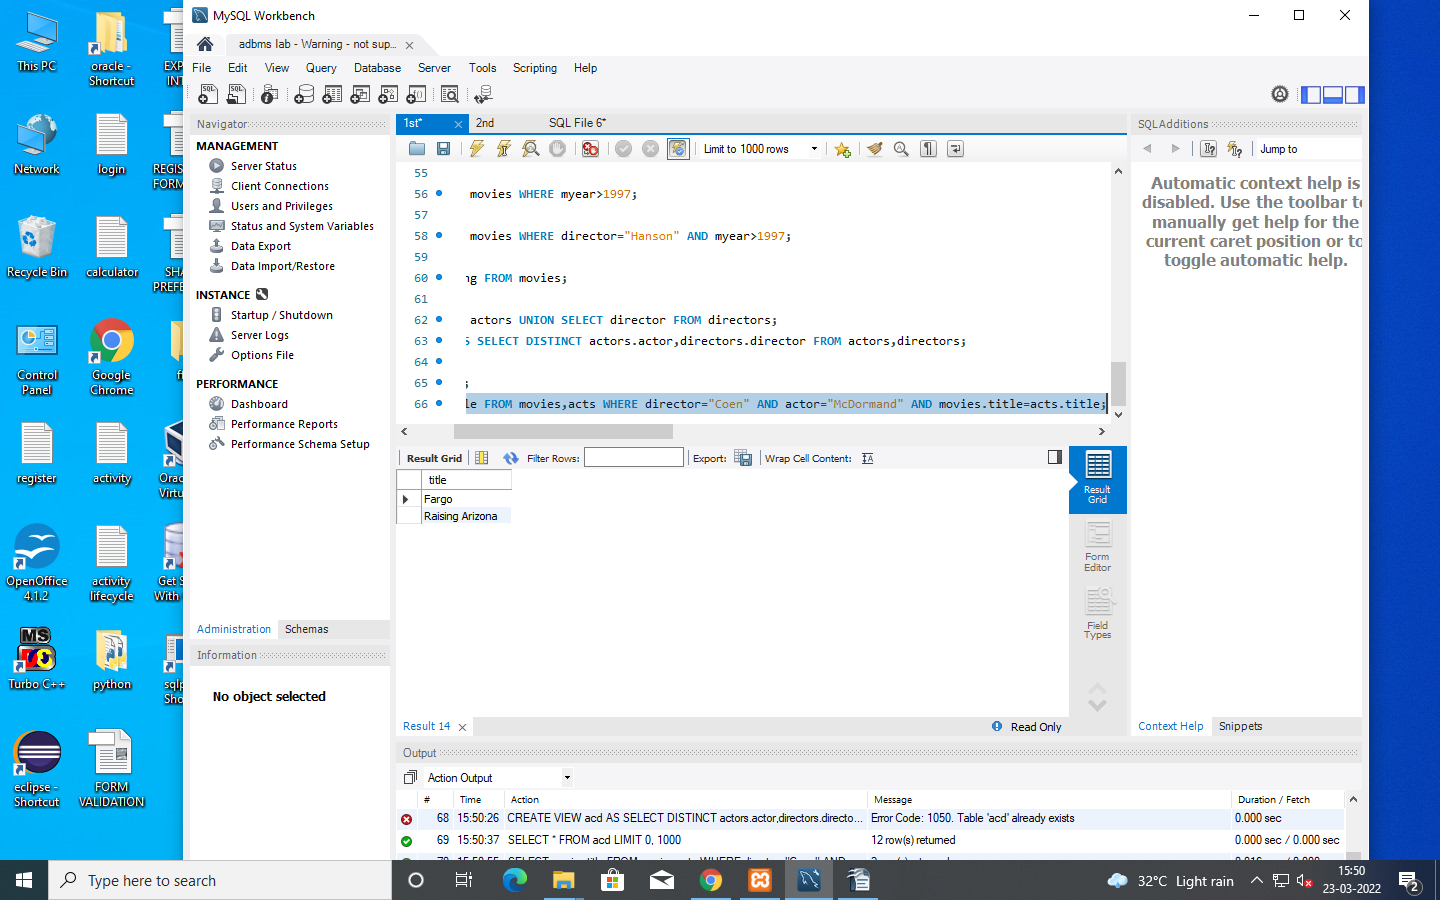 This PC
oracle -
Shortcut
EXP
INT
Network
login
REGIS
FORM
Recycle Bin
calculator
SHA
PREFE
Control
Panel
Google
Chrome
register
activity
Orac
Virtu
OpenOffice
4.1.2
activity
lifecycle
Get S
With
Turbo C++
python
sqlp
Sho
eclipse -
Shortcut
FORM
VALIDATION
MySQL Workbench
adbms lab - Warning - not sup...
File Edit View Query Database Server Tools Scripting Help
Navigator
MANAGEMENT
Server Status
Client Connections
Users and Privileges
Status and System Variables
Data Export
Data Import/Restore
INSTANCE
Startup / Shutdown
Server Logs
Options File
PERFORMANCE
Dashboard
Performance Reports
Performance Schema Setup
Administration Schemas
Information
No object selected
1st* 2nd SQL File 6*
Limit to 1000 rows
55
56 movies WHERE myear>1997;
57
58 movies WHERE director="Hanson" AND myear>1997;
59
60 ng FROM movies;
61
62 actors UNION SELECT director FROM directors;
63 S SELECT DISTINCT actors.actor,directors.director FROM actors,directors;
64
65 ;
66 le FROM movies,acts WHERE director="Coen" AND actor="McDormand" AND movies.title=acts.title;
Result Grid Filter Rows: Export: Wrap Cell Content:
title
Fargo
Raising Arizona
Result
Grid
Form
Editor
Field
Types
Result 14 Read Only
SQLAdditions
Jump to
Automatic context help is
disabled. Use the toolbar to
manually get help for the
current caret position or to
toggle automatic help.
Context Help Snippets
Output
Action Output
# Time Action Message Duration / Fetch
68 15:50:26 CREATE VIEW acd AS SELECT DISTINCT actors.actor,directors.directo... Error Code: 1050. Table 'acd' already exists 0.000 sec
69 15:50:37 SELECT * FROM acd LIMIT 0, 1000 12 row(s) returned 0.000 sec / 0.000 sec
Type here to search
32°C Light rain
15:50
23-03-2022
2